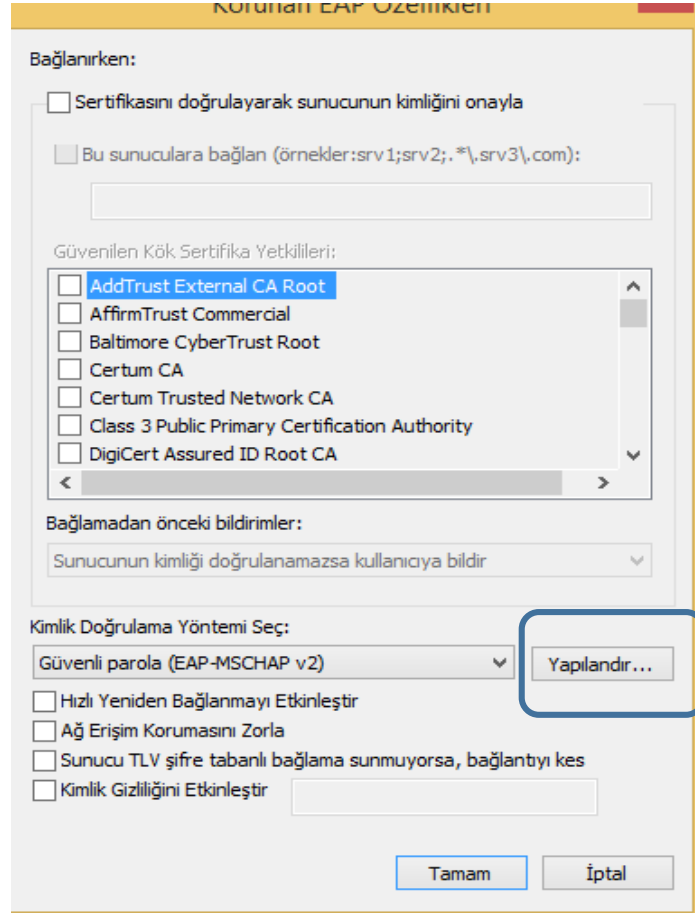 Korunan EAP Özellikleri
Bağlanırken:
Sertifikasını doğrulayarak sunucunun kimliğini onayla
Bu sunuculara bağlan (örnekler:srv1;srv2;.*\.srv3\.com):
Güvenilen Kök Sertifika Yetkilileri:
AddTrust External CA Root
AffirmTrust Commercial
Baltimore CyberTrust Root
Certum CA
Certum Trusted Network CA
Class 3 Public Primary Certification Authority
DigiCert Assured ID Root CA
Bağlamadan önceki bildirimler:
Sunucunun kimliği doğrulanamazsa kullanıcıya bildir
Kimlik Doğrulama Yöntemi Seç:
Güvenli parola (EAP-MSCHAP v2) Yapılandır...
Hızlı Yeniden Bağlanmayı Etkinleştir
Ağ Erişim Korumasını Zorla
Sunucu TLV şifre tabanlı bağlama sunmuyorsa, bağlantıyı kes
Kimlik Gizliliğini Etkinleştir
Tamam İptal